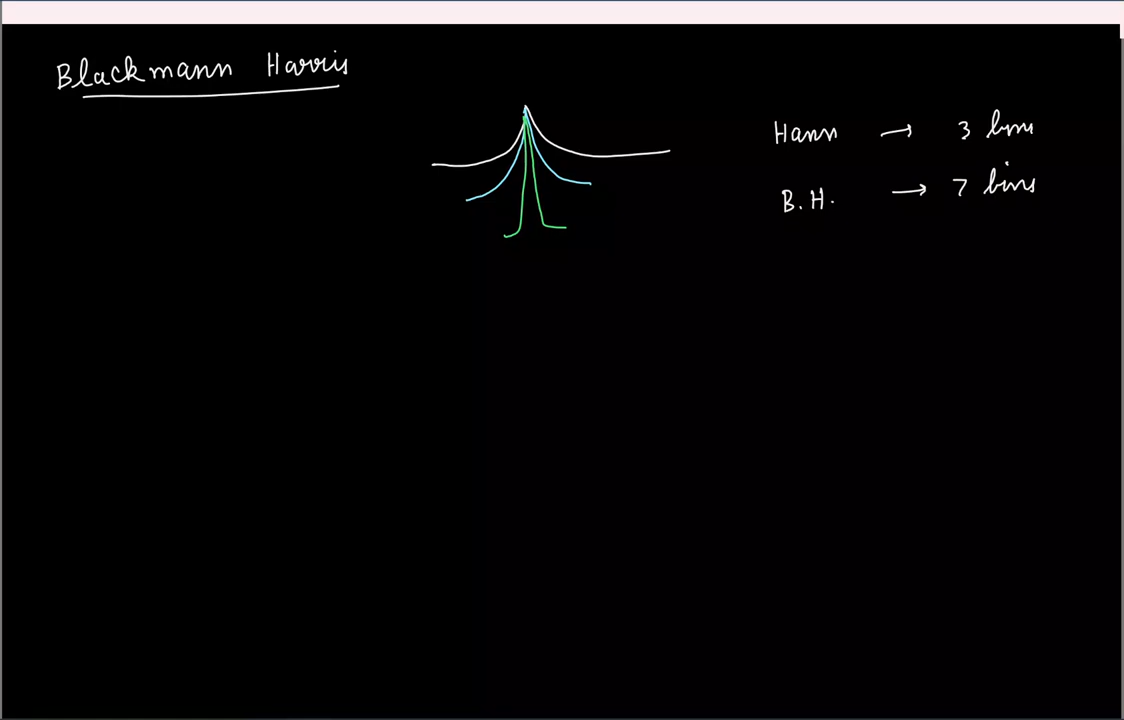 Blackmann Harris
Hann → 3 bins
B.H. → 7 bins